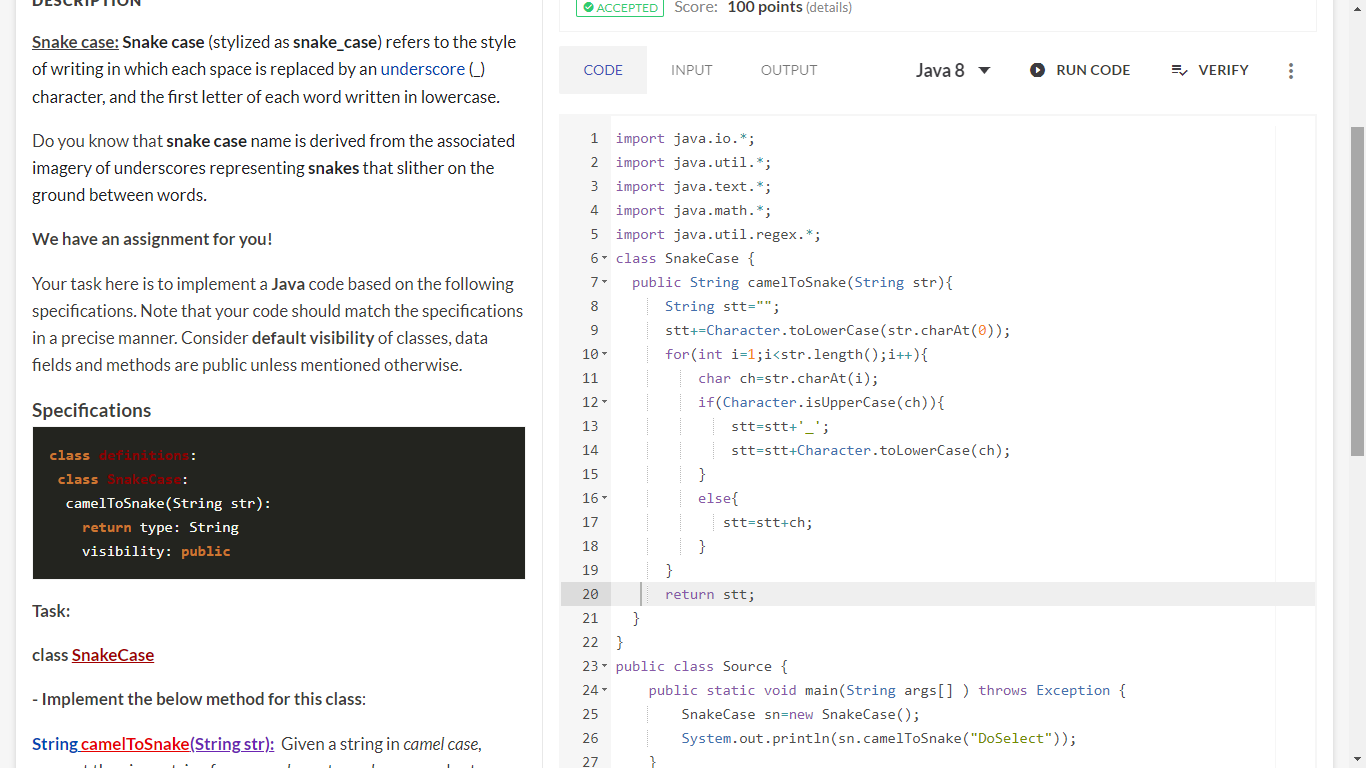 DESCRIPTION
Snake case: Snake case (stylized as snake_case) refers to the style
of writing in which each space is replaced by an underscore (_)
character, and the first letter of each word written in lowercase.
Do you know that snake case name is derived from the associated
imagery of underscores representing snakes that slither on the
ground between words.
We have an assignment for you!
Your task here is to implement a Java code based on the following
specifications. Note that your code should match the specifications
in a precise manner. Consider default visibility of classes, data
fields and methods are public unless mentioned otherwise.
Specifications
class definitions:
class SnakeCase:
camelToSnake(String str):
return type: String
visibility: public
Task:
class SnakeCase
- Implement the below method for this class:
String camelToSnake(String str): Given a string in camel case,
ACCEPTED Score: 100 points (details)
CODE INPUT OUTPUT Java 8 RUN CODE VERIFY
1 import java.io.*;
2 import java.util.*;
3 import java.text.*;
4 import java.math.*;
5 import java.util.regex.*;
6 class SnakeCase {
7 public String camelToSnake(String str){
8 String stt="";
9 stt+=Character.toLowerCase(str.charAt(0));
10 for(int i=1;i<str.length();i++){
11 char ch=str.charAt(i);
12 if(Character.isUpperCase(ch)){
13 stt=stt+'_';
14 stt=stt+Character.toLowerCase(ch);
15 }
16 else{
17 stt=stt+ch;
18 }
19 }
20 return stt;
21 }
22 }
23 public class Source {
24 public static void main(String args[] ) throws Exception {
25 SnakeCase sn=new SnakeCase();
26 System.out.println(sn.camelToSnake("DoSelect"));
27 }